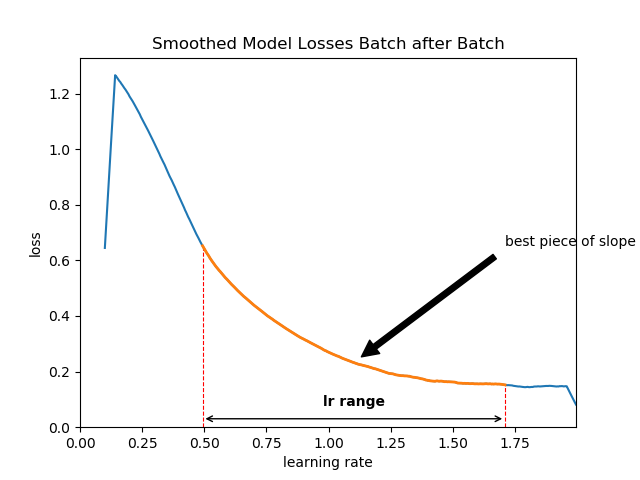 Smoothed Model Losses Batch after Batch
1.2
1.0
0.8
0.6
0.4
0.2
0.0
loss
best piece of slope
lr range
0.00 0.25 0.50 0.75 1.00 1.25 1.50 1.75
learning rate